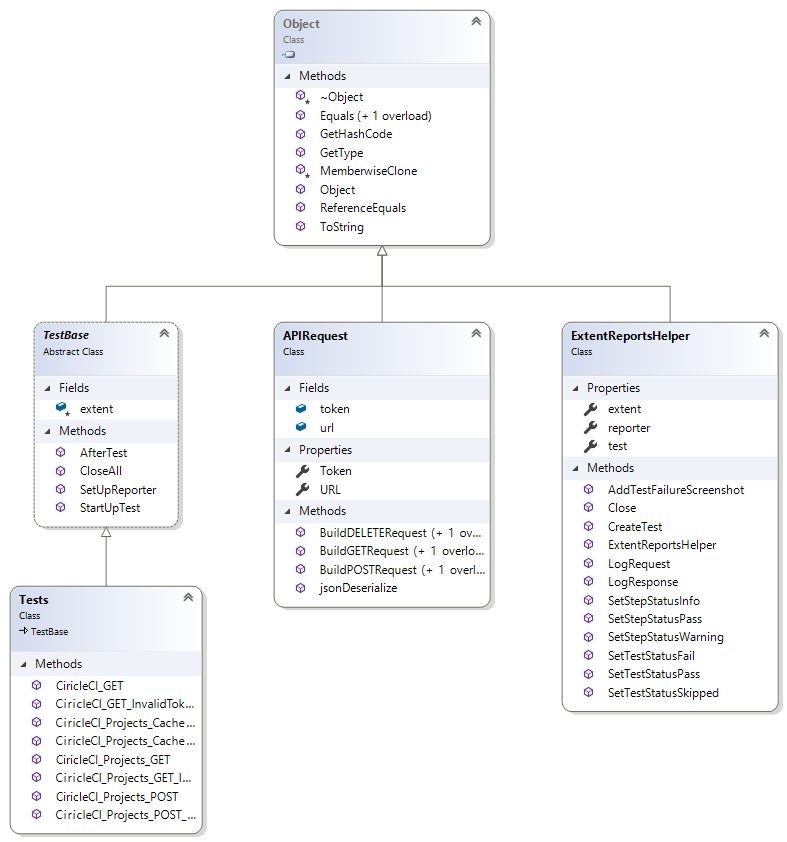 Object
Class
Methods
~Object
Equals (+ 1 overload)
GetHashCode
GetType
MemberwiseClone
Object
ReferenceEquals
ToString
TestBase
Abstract Class
Fields
extent
Methods
AfterTest
CloseAll
SetUpReporter
StartUpTest
APIRequest
Class
Fields
token
url
Properties
Token
URL
Methods
BuildDELETERequest (+ 1 ov...
BuildGETRequest (+ 1 overlo...
BuildPOSTRequest (+ 1 overl...
jsonDeserialize
ExtentReportsHelper
Class
Properties
extent
reporter
test
Methods
AddTestFailureScreenshot
Close
CreateTest
ExtentReportsHelper
LogRequest
LogResponse
SetStepStatusInfo
SetStepStatusPass
SetStepStatusWarning
SetTestStatusFail
SetTestStatusPass
SetTestStatusSkipped
Tests
Class
TestBase
Methods
CiricleCI_GET
CiricleCI_GET_InvalidTok...
CiricleCI_Projects_Cache...
CiricleCI_Projects_Cache...
CiricleCI_Projects_GET
CiricleCI_Projects_GET_I...
CiricleCI_Projects_POST
CiricleCI_Projects_POST_...